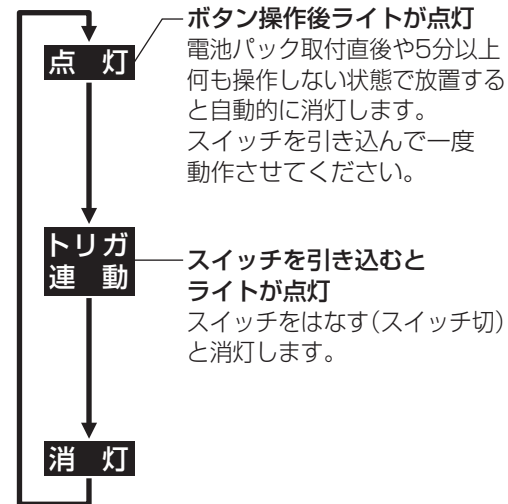 点 灯
ボタン操作後ライトが点灯
電池パック取付直後や5分以上
何も操作しない状態で放置する
と自動的に消灯します。
スイッチを引き込んで一度
動作させてください。
トリガ
連 動
スイッチを引き込むと
ライトが点灯
スイッチをはなす(スイッチ切)
と消灯します。
消 灯